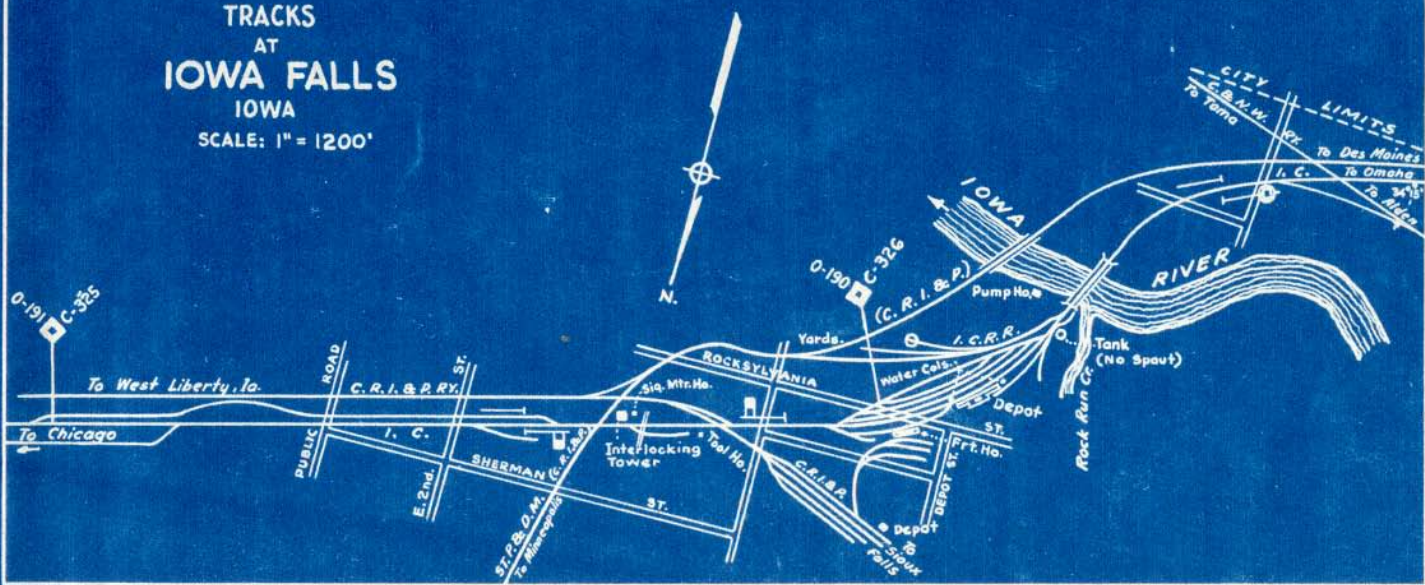 TRACKS
AT
IOWA FALLS
IOWA
SCALE: 1" = 1200'
N.
CITY LIMITS
C.&N.W. RY.
To Tama
To Des Moines
I. C.
To Omaha
To Alden
IOWA RIVER
O-190 C-326
(C. R. I. & P.)
Pump Ho.
O-191 C-325
Yards.
I. C. R. R.
Tank
(No Spout)
ROCKSYLVANIA ST.
Water Cols.
Depot
Rock Run Cr.
To West Liberty, Ia.
PUBLIC ROAD
C. R. I. & P. RY.
E. 2nd. ST.
Sig. Mtr. Ho.
To Chicago
I. C.
Interlocking
Tower
Tool Ho.
Frt. Ho.
DEPOT ST.
SHERMAN ST.
(C.R.I.&P.)
ST. P. & D. M.
To Minneapolis
C.R.I.&P.
Depot
To
Sioux
Falls